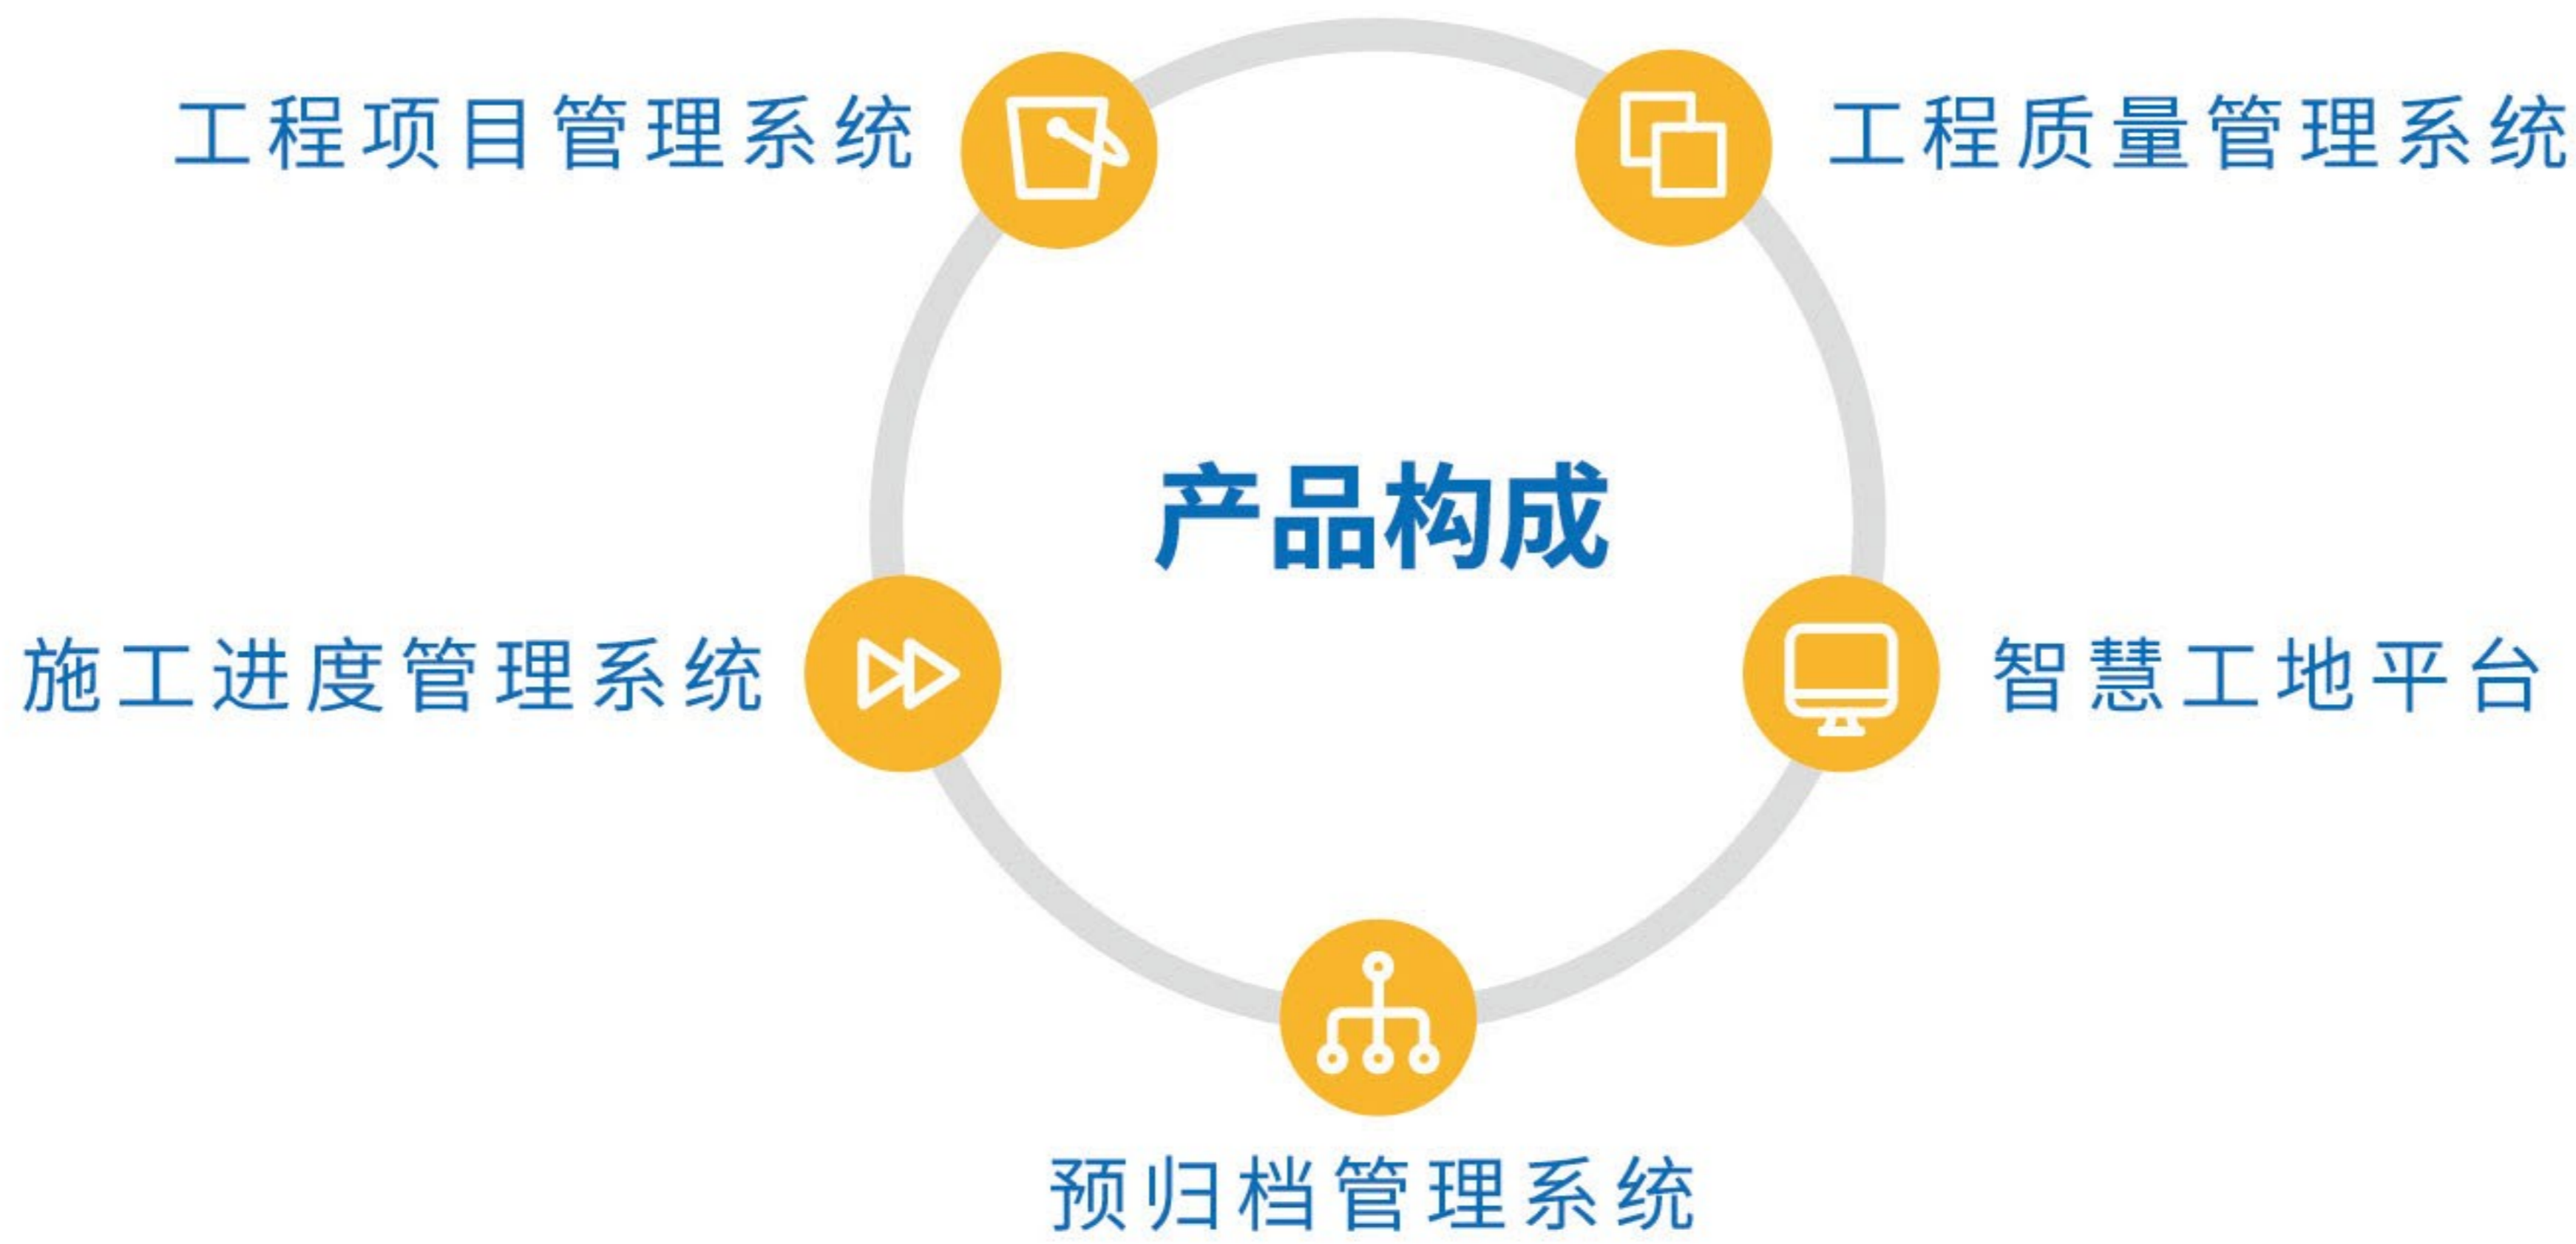 工程项目管理系统
工程质量管理系统
产品构成
施工进度管理系统
智慧工地平台
预归档管理系统